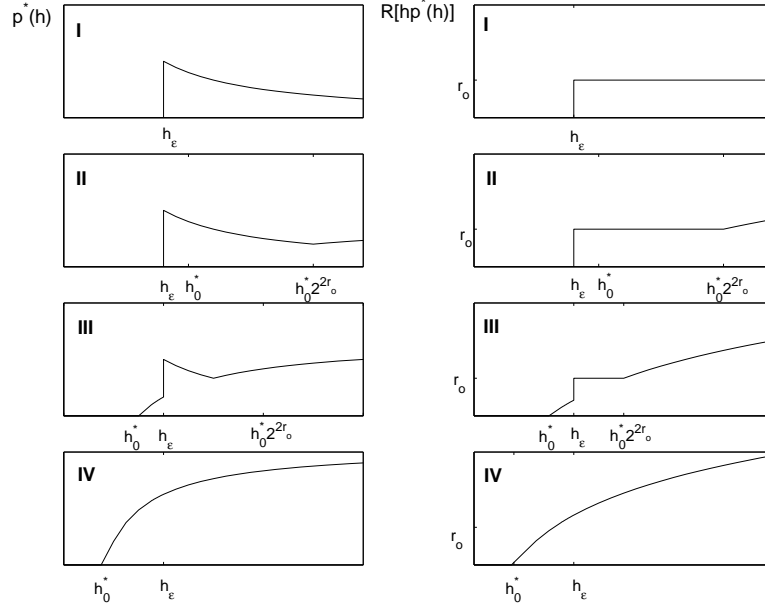 p*(h) R[hp*(h)]
I I
r_o
h_ε h_ε
II II
r_o
h_ε h_0^* h_0^* 2^{2r_o} h_ε h_0^* h_0^* 2^{2r_o}
III III
r_o
h_0^* h_ε h_0^* 2^{2r_o} h_0^* h_ε h_0^* 2^{2r_o}
IV IV
r_o
h_0^* h_ε h_0^* h_ε